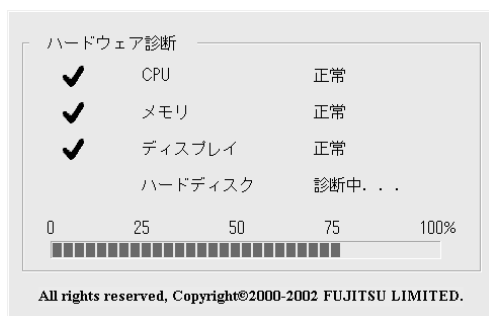 ハードウェア診断
CPU 正常
メモリ 正常
ディスプレイ 正常
ハードディスク 診断中. . .
0 25 50 75 100%
All rights reserved, Copyright©2000-2002 FUJITSU LIMITED.